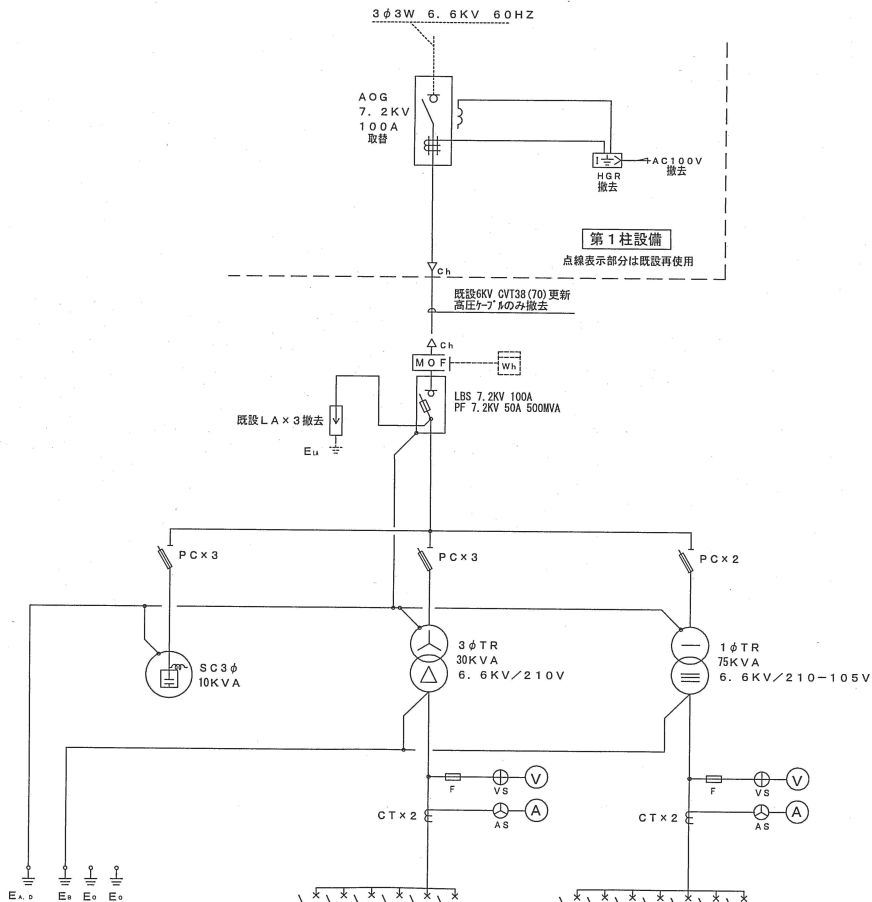 3φ3W 6.6KV 60HZ
AOG
7.2KV
100A
取替
I
HGR
撤去
AC100V
撤去
第1柱設備
点線表示部分は既設再使用
Ch
既設6KV CVT38(70)更新
高圧ケーブルのみ撤去
Ch
MOF
Wh
LBS 7.2KV 100A
PF 7.2KV 50A 500MVA
既設LA×3撤去
ELA
PC×3
PC×3
PC×2
SC3φ
10KVA
3φTR
30KVA
6.6KV/210V
1φTR
75KVA
6.6KV/210-105V
F
VS
V
F
VS
V
CT×2
AS
A
CT×2
AS
A
EA.D
EB
EO
EO